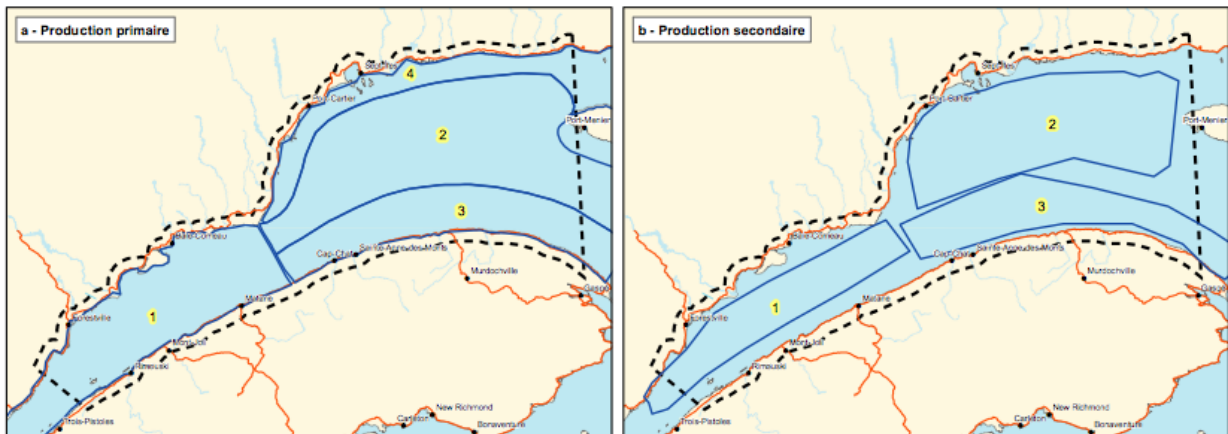 a - Production primaire
Sept-Iles
4
Port-Cartier
Port-Menier
2
3
Baie-Comeau
Sainte-Anne-des-Monts
Cap-Chat
Murdochville
Gaspé
Matane
1
Forestville
Mont-Joli
Rimouski
New Richmond
Carleton
Trois-Pistoles
Bonaventure
b - Production secondaire
Sept-Iles
Port-Cartier
Port-Menier
2
3
Baie-Comeau
Sainte-Anne-des-Monts
Cap-Chat
Murdochville
Gaspé
Matane
1
Forestville
Mont-Joli
Rimouski
New Richmond
Carleton
Trois-Pistoles
Bonaventure